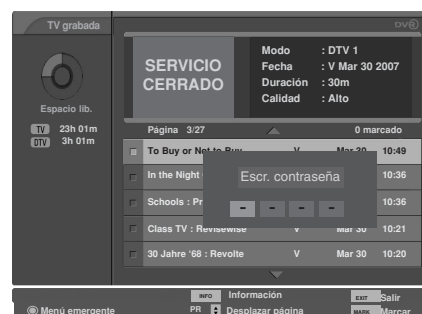 TV grabada
DVR
SERVICIO
CERRADO
Modo : DTV 1
Fecha : V Mar 30 2007
Duración : 30m
Calidad : Alto
Espacio lib.
TV 23h 01m
DTV 3h 01m
Página 3/27 0 marcado
To Buy or Not to Buy V Mar 30 10:49
In the Night 10:36
Escr. contraseña
Schools : Pr 10:36
- - - -
Class TV : Revisewise V Mar 30 10:21
30 Jahre '68 : Revolte V Mar 30 10:20
INFO Información EXIT Salir
Menú emergente PR Desplazar página MARK Marcar